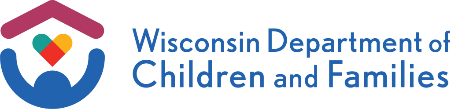 Wisconsin Department of
Children and Families